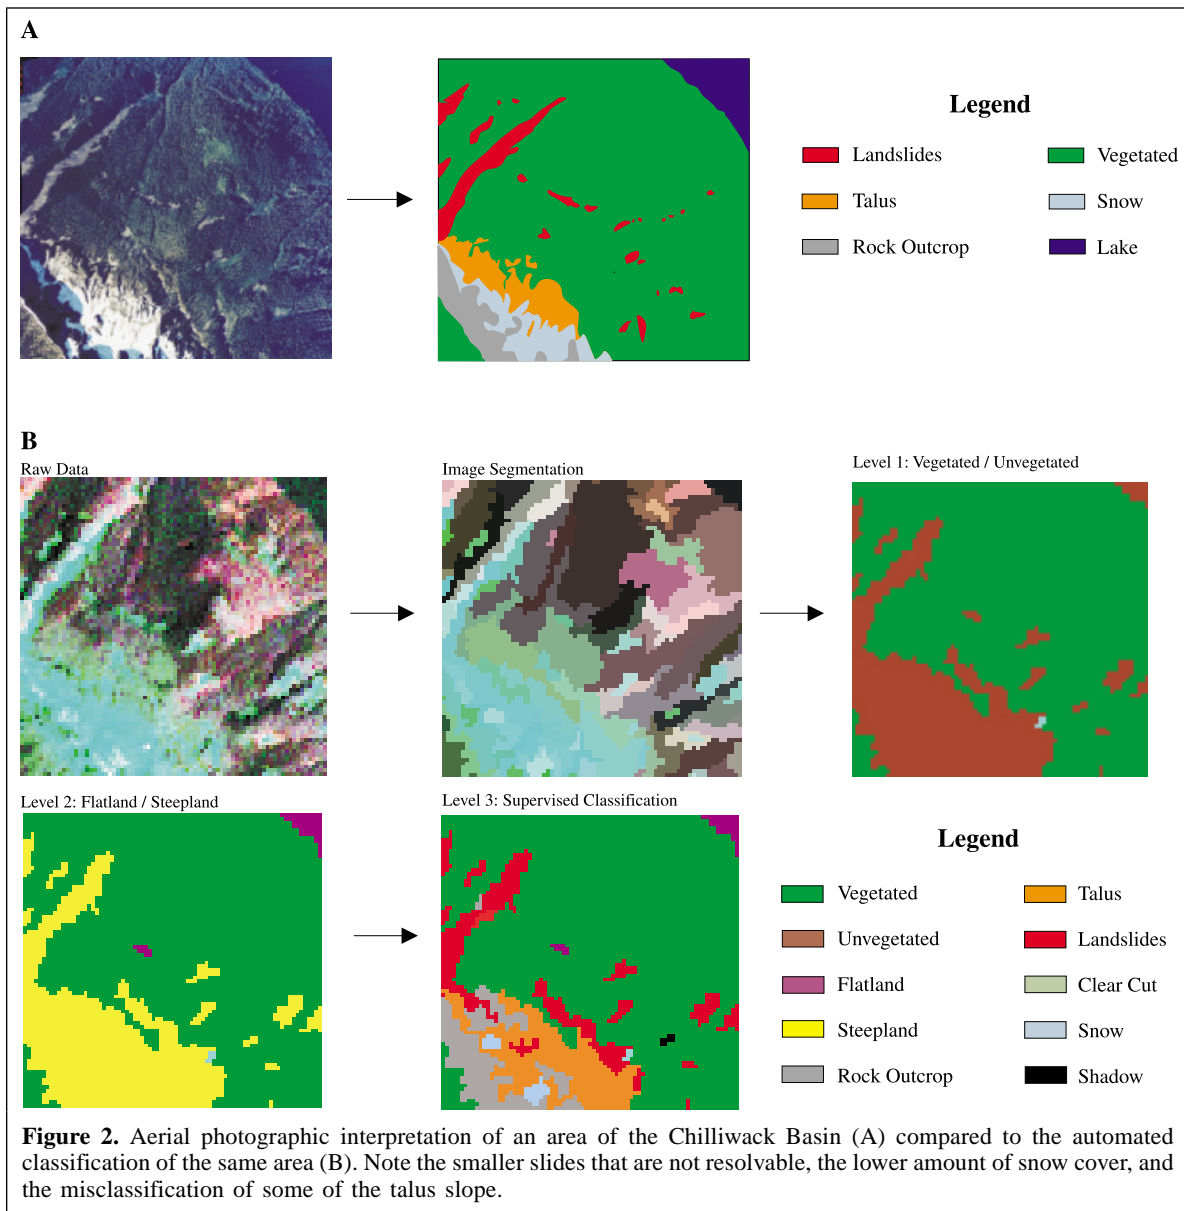 A
Legend
Landslides
Vegetated
Talus
Snow
Rock Outcrop
Lake
B
Raw Data
Image Segmentation
Level 1: Vegetated / Unvegetated
Level 2: Flatland / Steepland
Level 3: Supervised Classification
Legend
Vegetated
Talus
Unvegetated
Landslides
Flatland
Clear Cut
Steepland
Snow
Rock Outcrop
Shadow
Figure 2. Aerial photographic interpretation of an area of the Chilliwack Basin (A) compared to the automated
classification of the same area (B). Note the smaller slides that are not resolvable, the lower amount of snow cover, and
the misclassification of some of the talus slope.